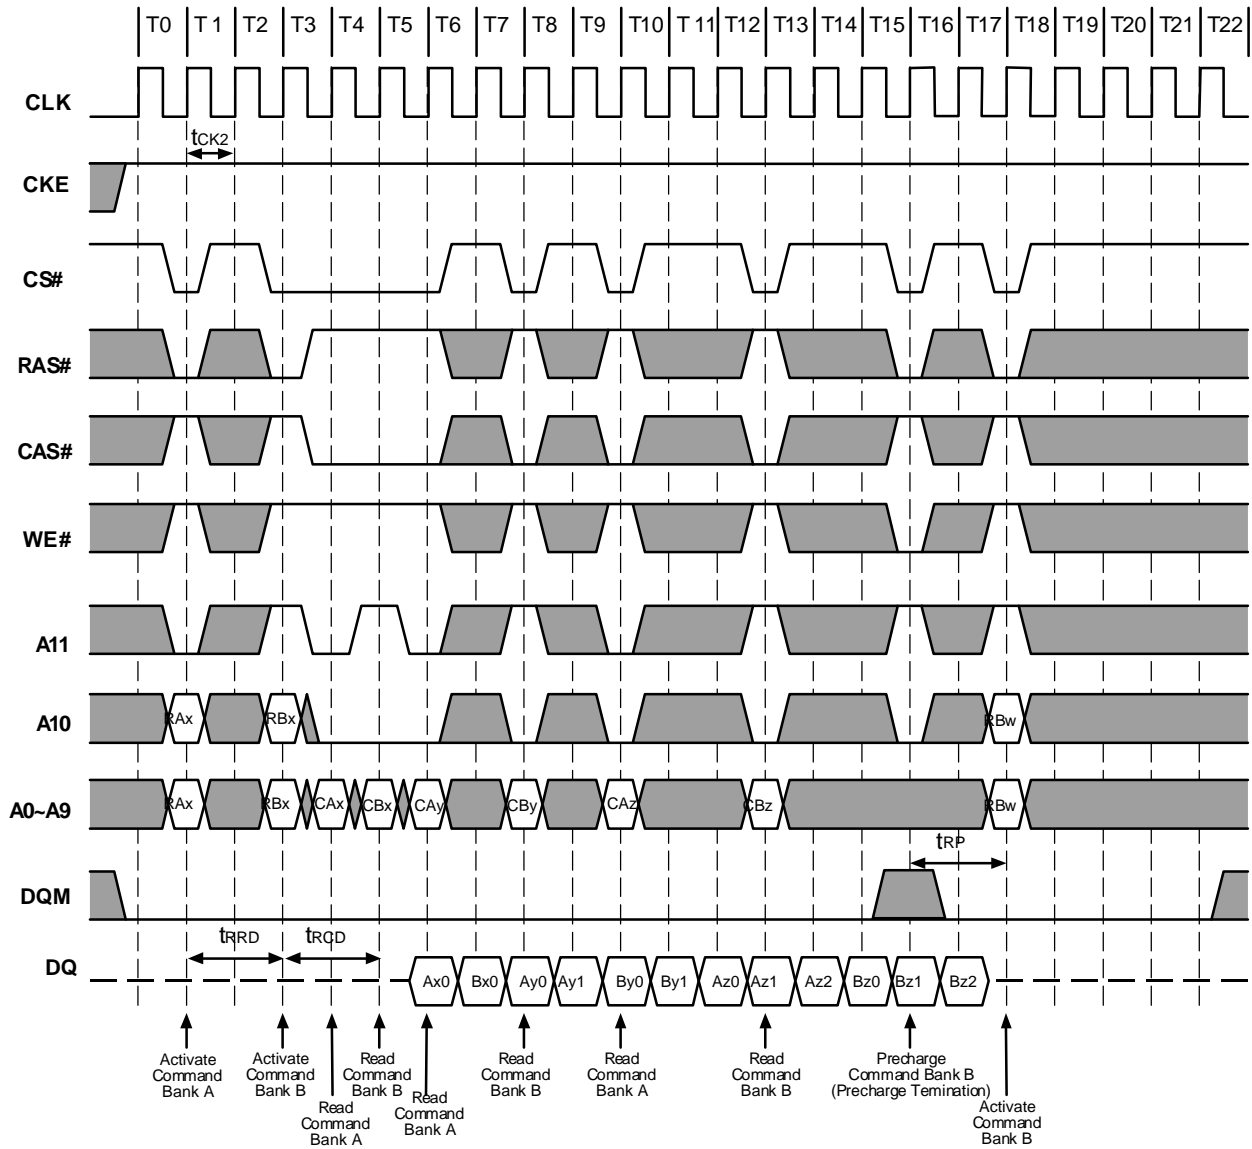 T0 T 1 T2 T3 T4 T5 T6 T7 T8 T9 T10 T 11 T12 T13 T14 T15 T16 T17 T18 T19 T20 T21 T22
CLK
tCK2
CKE
CS#
RAS#
CAS#
WE#
A11
A10 RAx RBx RBw
A0~A9 RAx RBx CAx CBx CAy CBy CAz CBz RBw
tRP
DQM
tRRD tRCD
DQ Ax0 Bx0 Ay0 Ay1 By0 By1 Az0 Az1 Az2 Bz0 Bz1 Bz2
Activate
Command
Bank A
Activate
Command
Bank B
Read
Command
Bank A
Read
Command
Bank B
Read
Command
Bank A
Read
Command
Bank B
Read
Command
Bank A
Read
Command
Bank B
Precharge
Command Bank B
(Precharge Temination)
Activate
Command
Bank B